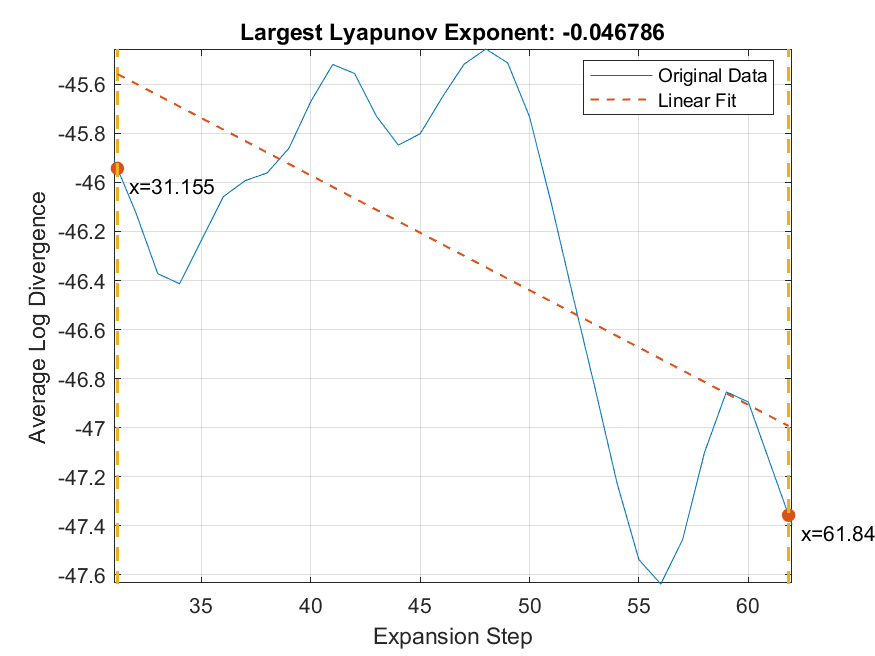 Largest Lyapunov Exponent: -0.046786
Original Data
Linear Fit
-45.6
-45.8
-46
-46.2
-46.4
-46.6
-46.8
-47
-47.2
-47.4
-47.6
Average Log Divergence
x=31.155
x=61.84
35
40
45
50
55
60
Expansion Step